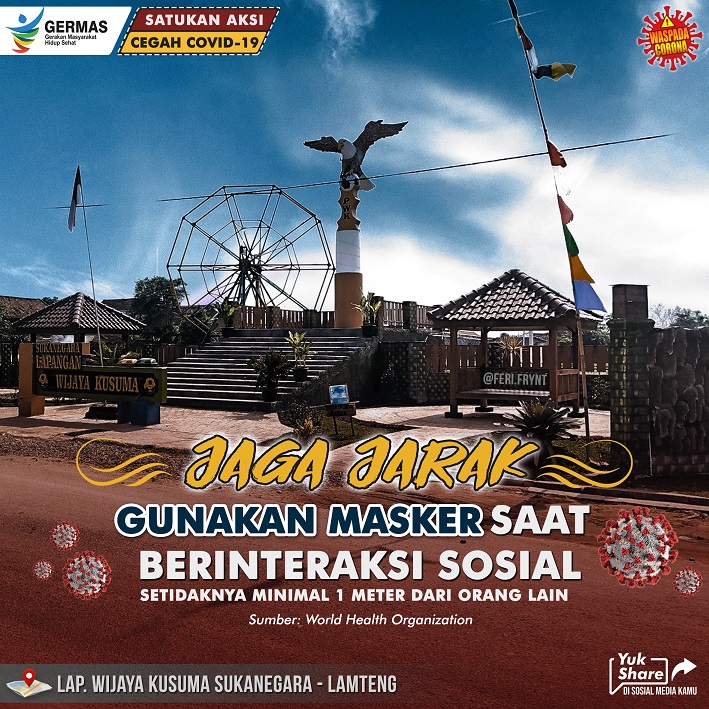 GERMAS
Gerakan Masyarakat
Hidup Sehat
SATUKAN AKSI
CEGAH COVID-19
WASPADA
CORONA
SUKANEGARA
LAPANGAN
WIJAYA KUSUMA
@FERI.FRYNT
JAGA JARAK
GUNAKAN MASKER SAAT
BERINTERAKSI SOSIAL
SETIDAKNYA MINIMAL 1 METER DARI ORANG LAIN
Sumber: World Health Organization
LAP. WIJAYA KUSUMA SUKANEGARA - LAMTENG
Yuk
Share
DI SOSIAL MEDIA KAMU